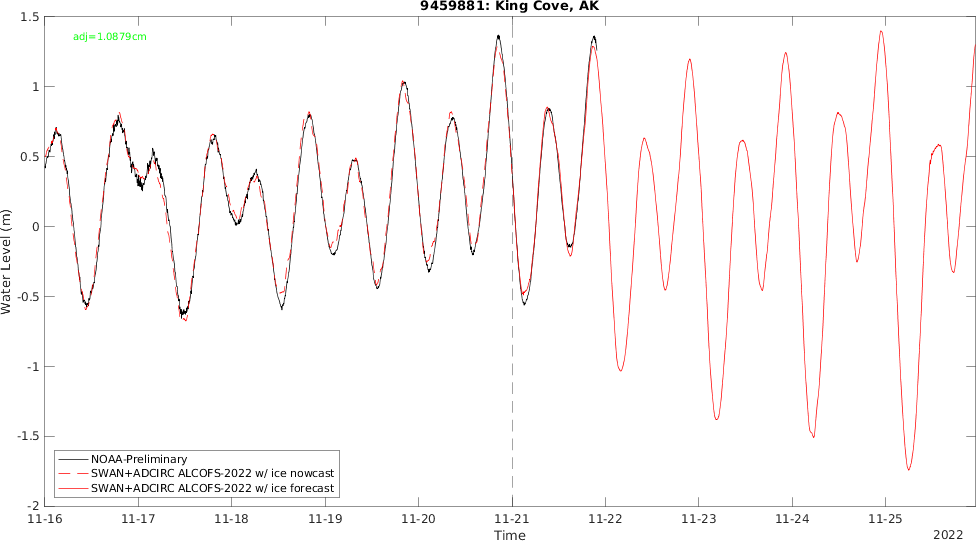 9459881: King Cove, AK
adj=1.0879cm
1.5
1
0.5
0
-0.5
-1
-1.5
-2
Water Level (m)
NOAA-Preliminary
SWAN+ADCIRC ALCOFS-2022 w/ ice nowcast
SWAN+ADCIRC ALCOFS-2022 w/ ice forecast
11-16 11-17 11-18 11-19 11-20 11-21 11-22 11-23 11-24 11-25
Time
2022